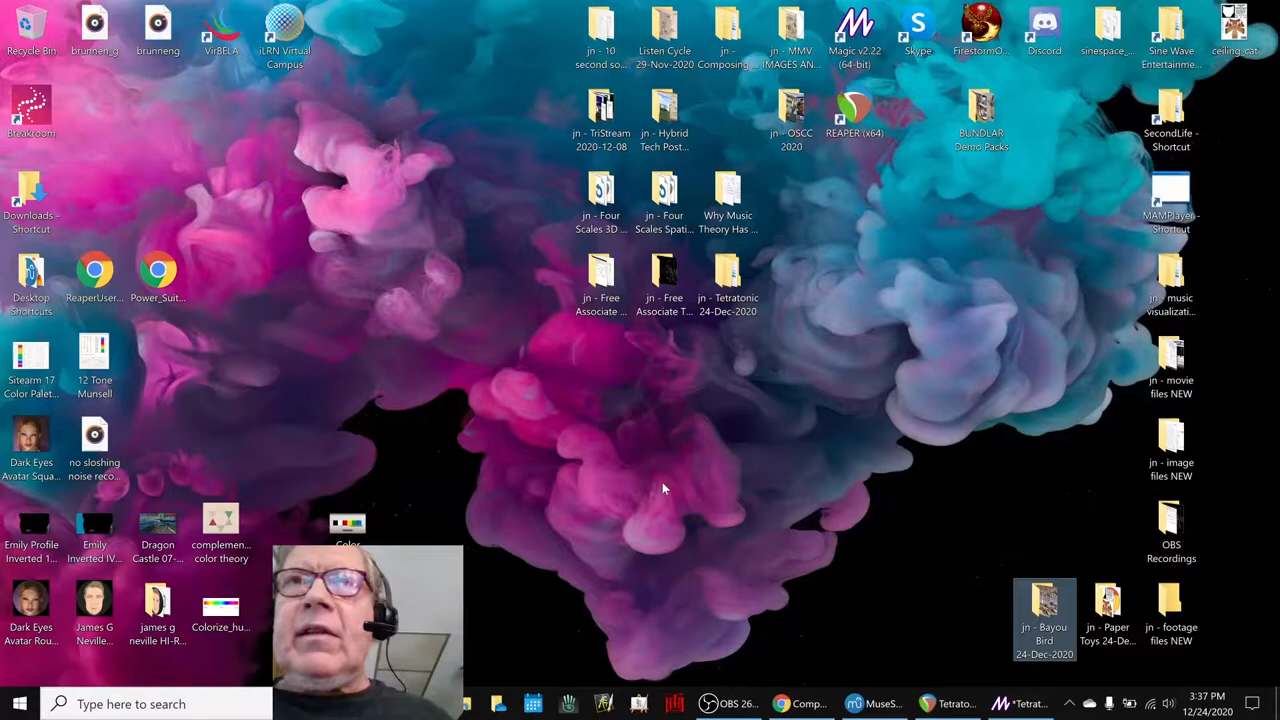 Recycle Bin
brunnen_g
brunneng
VirBELA
iLRN Virtual
Campus
jn - 10
second so...
Listen Cycle
29-Nov-2020
jn -
Composing...
jn - MMV
IMAGES AN...
Magic v2.22
(64-bit)
Skype
FirestormO...
Discord
sinespace_...
Sine Wave
Entertainme...
ceiling_cat
Breakroom
jn - TriStream
2020-12-08
jn - Hybrid
Tech Post...
jn - OSCC
2020
REAPER (x64)
BUNDLAR
Demo Packs
SecondLife -
Shortcut
Downloads -
Shortcut
jn - Four
Scales 3D ...
jn - Four
Scales Spati...
Why Music
Theory Has ...
MAMPlayer -
Shortcut
Desktop
Shortcuts
ReaperUser...
Power_Suit...
jn - Free
Associate ...
jn - Free
Associate T...
jn - Tetratonic
24-Dec-2020
jn - music
visualizati...
Sitearm 17
Color Palet...
12 Tone
Munsell
jn - movie
files NEW
Dark Eyes
Avatar Squa...
no sloshing
noise reco...
jn - image
files NEW
Emily Profile
Inverted 1...
Emily
Inverted IV...
Dragon
Castle 07-...
complemen...
color theory
Color
OBS
Recordings
Dark Eyes
Avatar Rou...
James G
Neville...
james g
neville HI-R...
Colorize_hu...
jn - Bayou
Bird
24-Dec-2020
jn - Paper
Toys 24-De...
jn - footage
files NEW
Type here to search
OBS 26...
Comp...
MuseS...
Tetrato...
*Tetrat...
3:37 PM
12/24/2020